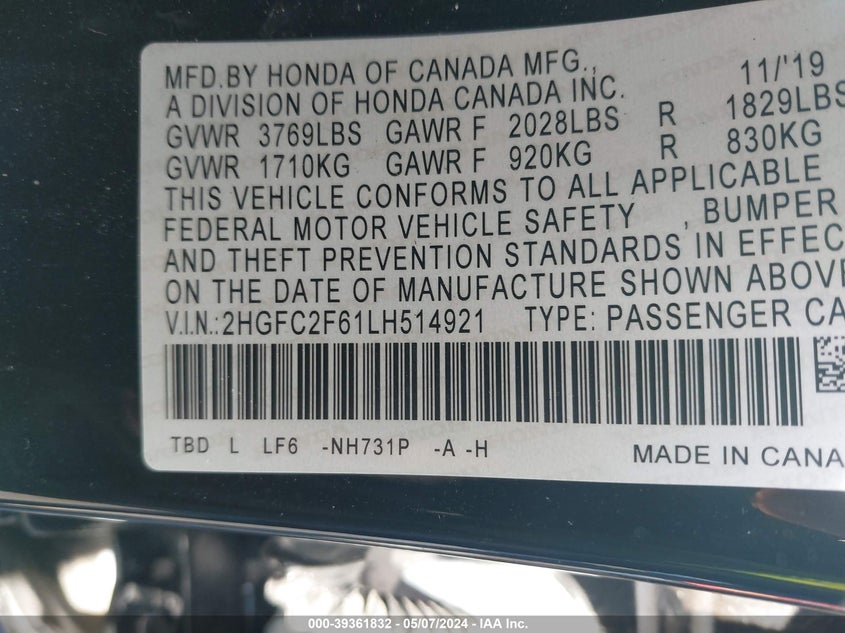 MFD.BY HONDA OF CANADA MFG., 11/'19
A DIVISION OF HONDA CANADA INC.
GVWR 3769LBS GAWR F 2028LBS R 1829LBS
GVWR 1710KG GAWR F 920KG R 830KG
THIS VEHICLE CONFORMS TO ALL APPLICABLE
FEDERAL MOTOR VEHICLE SAFETY , BUMPER
AND THEFT PREVENTION STANDARDS IN EFFEC
ON THE DATE OF MANUFACTURE SHOWN ABOVE
V.I.N.:2HGFC2F61LH514921 TYPE: PASSENGER CA
TBD L LF6 -NH731P -A -H MADE IN CANA
000-39361832 - 05/07/2024 - IAA Inc.